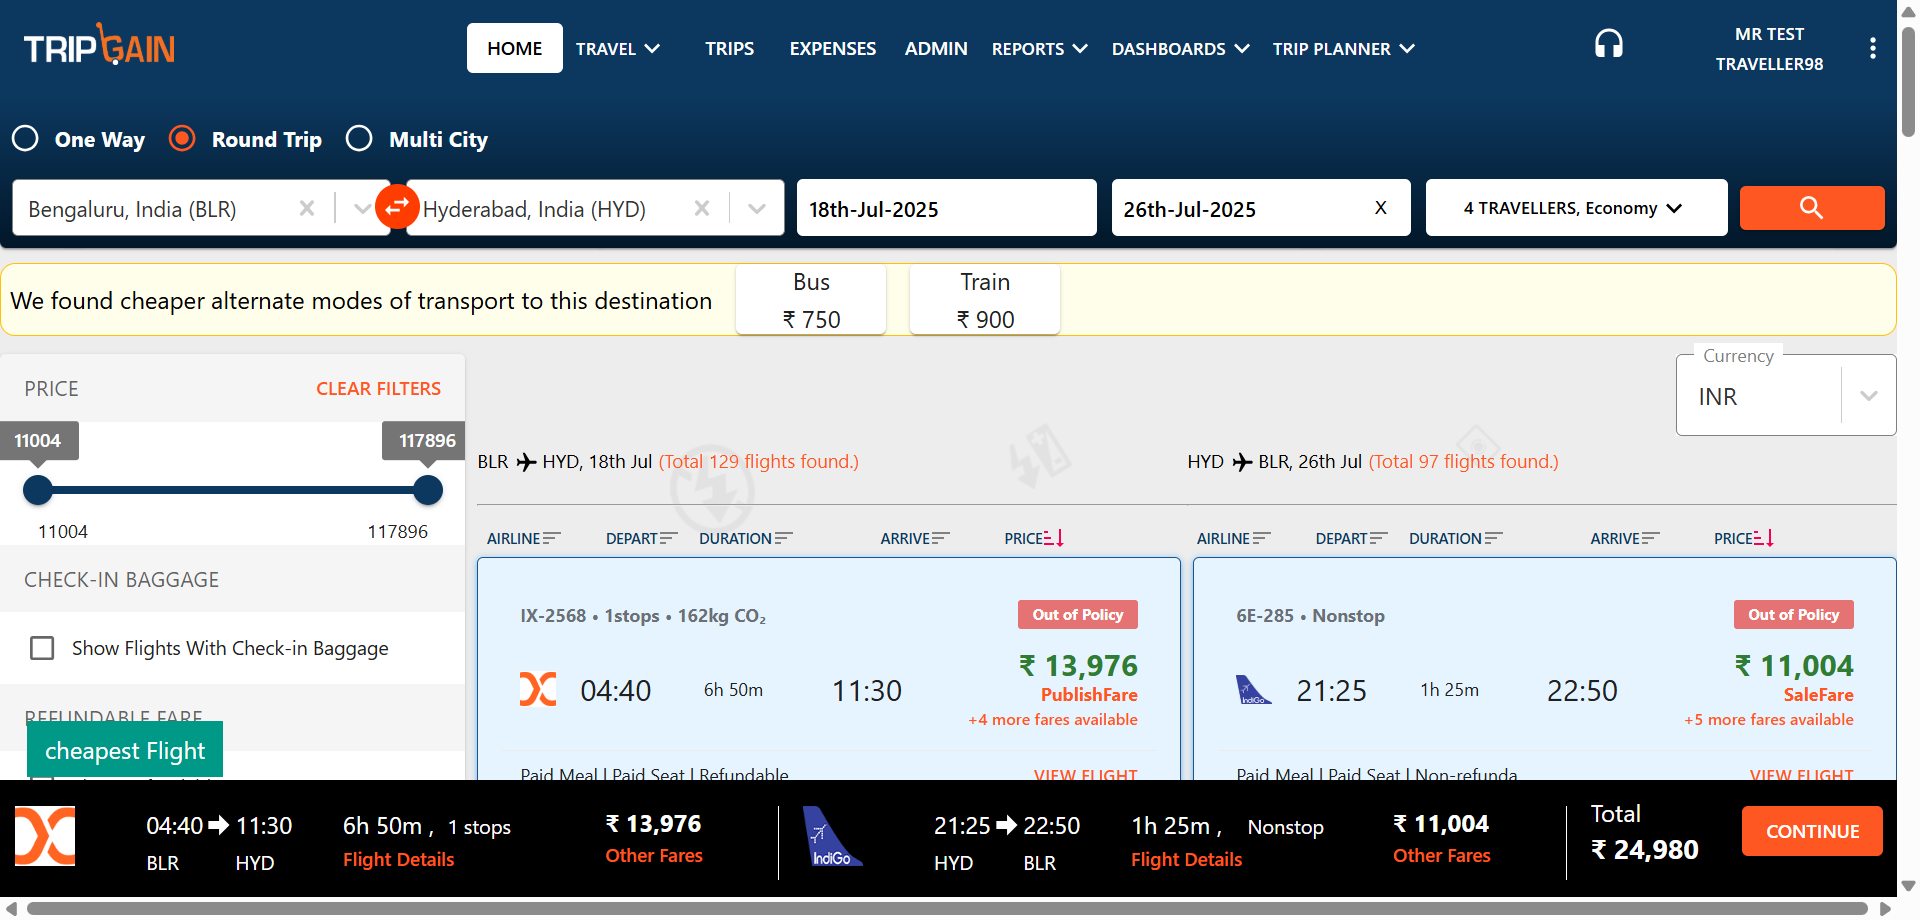 TRIPGAIN
HOME
TRAVEL
TRIPS
EXPENSES
ADMIN
REPORTS
DASHBOARDS
TRIP PLANNER
MR TEST
TRAVELLER98
One Way
Round Trip
Multi City
Bengaluru, India (BLR)
Hyderabad, India (HYD)
18th-Jul-2025
26th-Jul-2025
X
4 TRAVELLERS, Economy
We found cheaper alternate modes of transport to this destination
Bus
₹ 750
Train
₹ 900
Currency
INR
PRICE
CLEAR FILTERS
11004
117896
11004
117896
CHECK-IN BAGGAGE
Show Flights With Check-in Baggage
REFUNDABLE FARE
cheapest Flight
BLR HYD, 18th Jul (Total 129 flights found.)
HYD BLR, 26th Jul (Total 97 flights found.)
AIRLINE DEPART DURATION ARRIVE PRICE
AIRLINE DEPART DURATION ARRIVE PRICE
IX-2568 • 1stops • 162kg CO₂
Out of Policy
04:40
6h 50m
11:30
₹ 13,976
PublishFare
+4 more fares available
Paid Meal | Paid Seat | Refundable
VIEW FLIGHT
6E-285 • Nonstop
Out of Policy
IndiGo
21:25
1h 25m
22:50
₹ 11,004
SaleFare
+5 more fares available
Paid Meal | Paid Seat | Non-refunda
VIEW FLIGHT
04:40 11:30
BLR HYD
6h 50m , 1 stops
Flight Details
₹ 13,976
Other Fares
IndiGo
21:25 22:50
HYD BLR
1h 25m , Nonstop
Flight Details
₹ 11,004
Other Fares
Total
₹ 24,980
CONTINUE